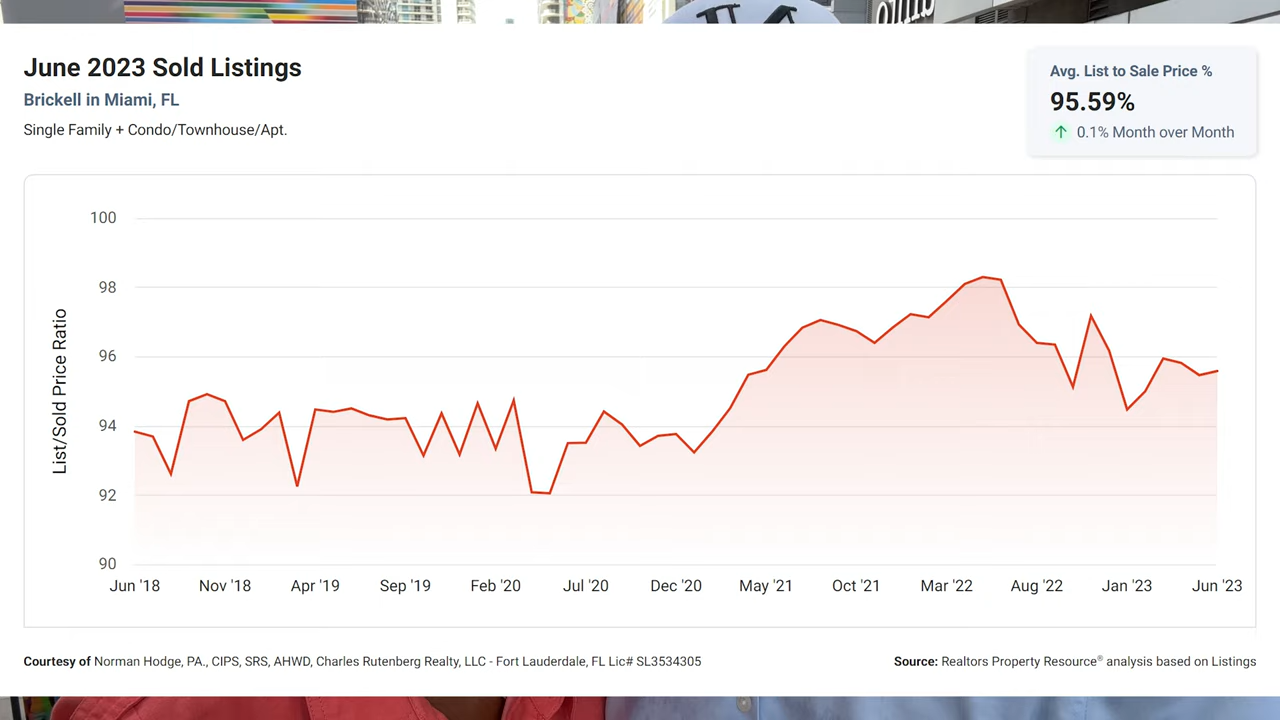 June 2023 Sold Listings
Brickell in Miami, FL
Single Family + Condo/Townhouse/Apt.
Avg. List to Sale Price %
95.59%
0.1% Month over Month
List/Sold Price Ratio
100
98
96
94
92
90
Jun '18 Nov '18 Apr '19 Sep '19 Feb '20 Jul '20 Dec '20 May '21 Oct '21 Mar '22 Aug '22 Jan '23 Jun '23
Courtesy of Norman Hodge, PA., CIPS, SRS, AHWD, Charles Rutenberg Realty, LLC - Fort Lauderdale, FL Lic# SL3534305
Source: Realtors Property Resource® analysis based on Listings